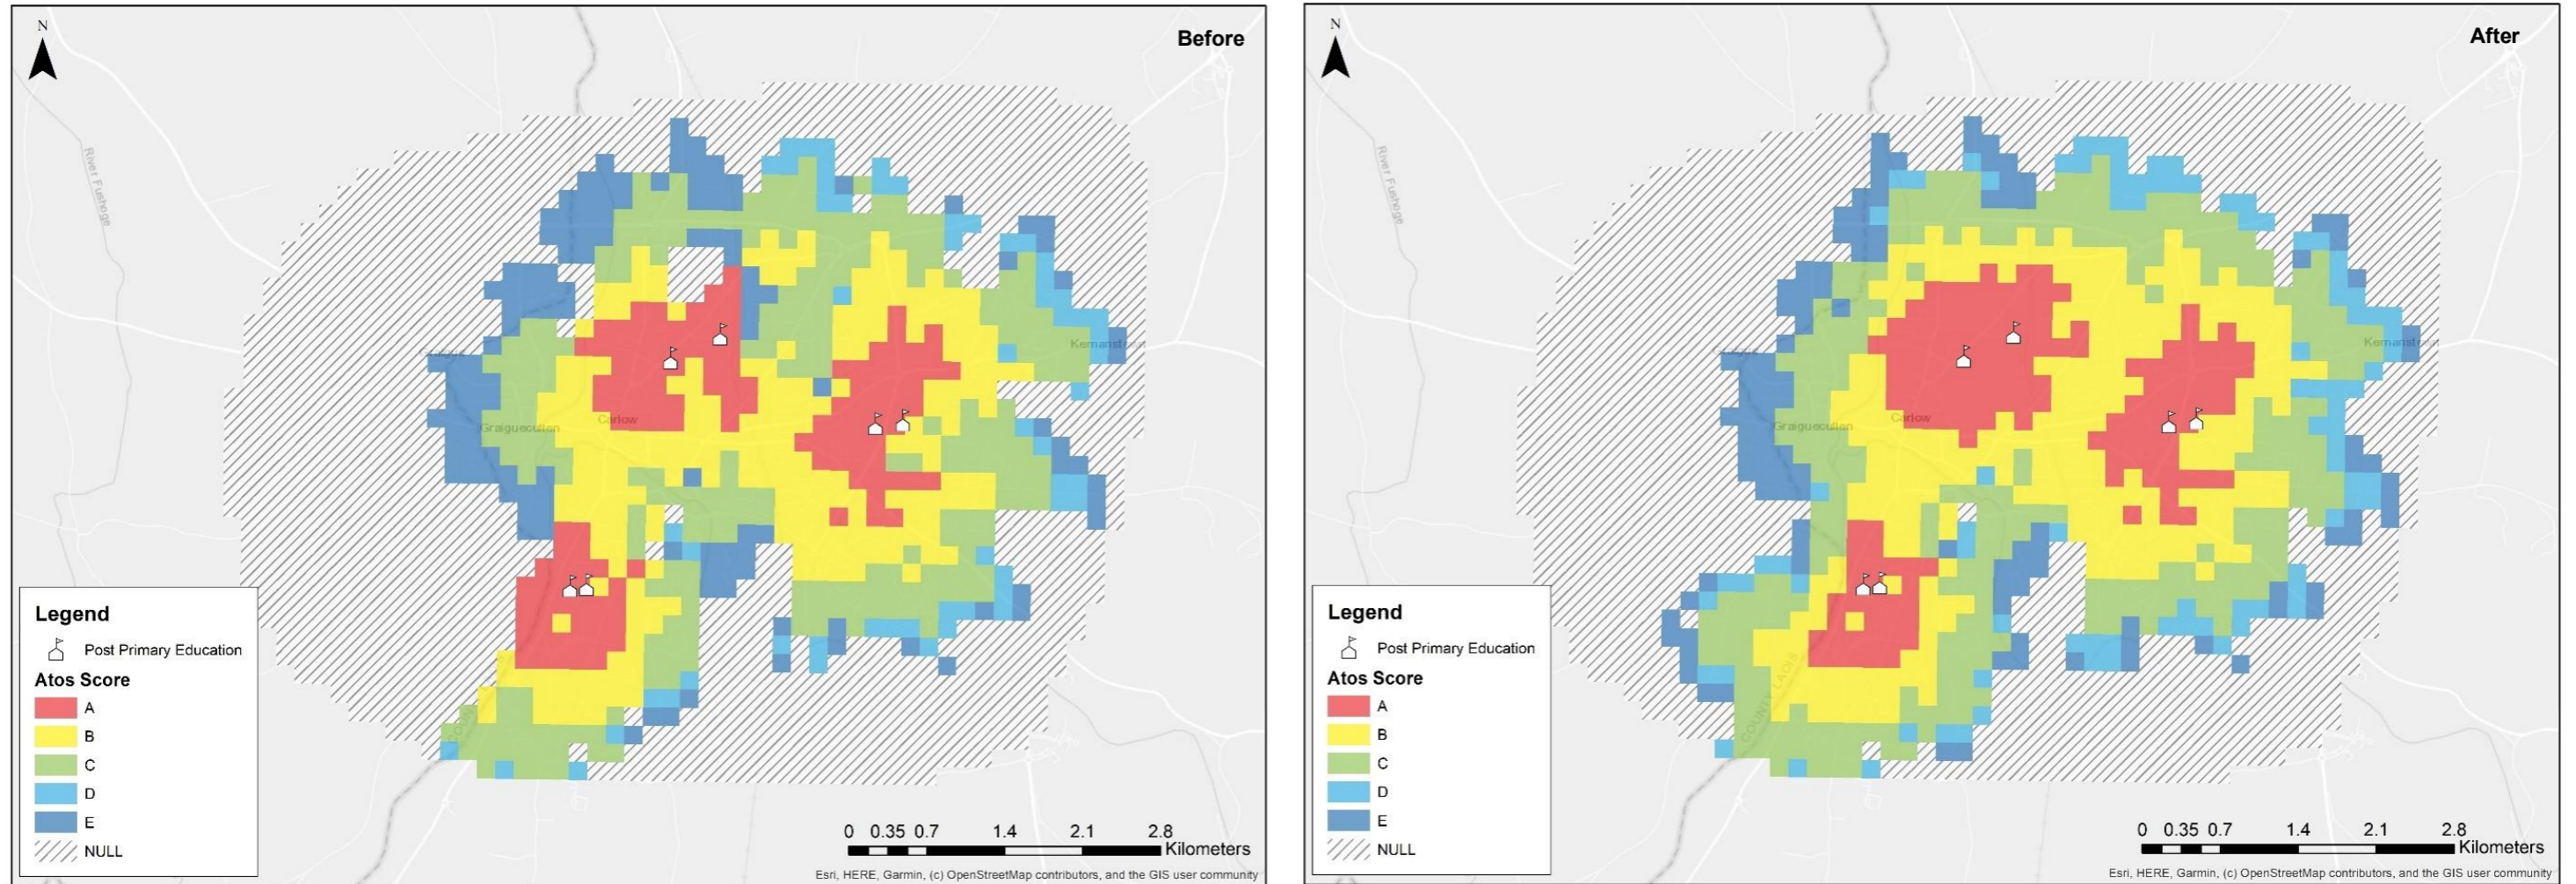 N
Before
River Fushoge
Kernanstown
Carlow
Graiguecullen
Legend
Post Primary Education
Atos Score
A
B
C
D
E
NULL
0 0.35 0.7 1.4 2.1 2.8
Kilometers
Esri, HERE, Garmin, (c) OpenStreetMap contributors, and the GIS user community
N
After
River Fushoge
Kernanstown
Carlow
Graiguecullen
COUNTY LAOIS
Legend
Post Primary Education
Atos Score
A
B
C
D
E
NULL
0 0.35 0.7 1.4 2.1 2.8
Kilometers
Esri, HERE, Garmin, (c) OpenStreetMap contributors, and the GIS user community